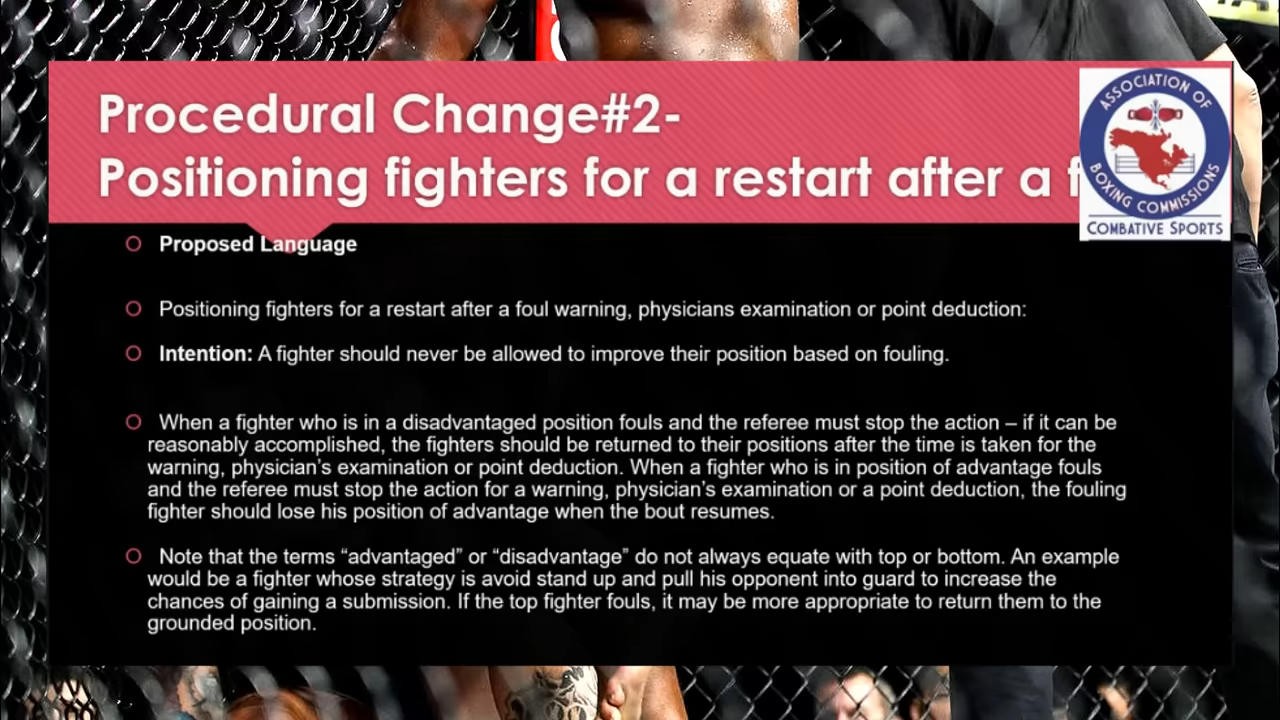 Procedural Change#2-
Positioning fighters for a restart after a f
ASSOCIATION OF
BOXING COMMISSIONS
COMBATIVE SPORTS
Proposed Language
Positioning fighters for a restart after a foul warning, physicians examination or point deduction:
Intention: A fighter should never be allowed to improve their position based on fouling.
When a fighter who is in a disadvantaged position fouls and the referee must stop the action – if it can be
reasonably accomplished, the fighters should be returned to their positions after the time is taken for the
warning, physician’s examination or point deduction. When a fighter who is in position of advantage fouls
and the referee must stop the action for a warning, physician’s examination or a point deduction, the fouling
fighter should lose his position of advantage when the bout resumes.
Note that the terms “advantaged” or “disadvantage” do not always equate with top or bottom. An example
would be a fighter whose strategy is avoid stand up and pull his opponent into guard to increase the
chances of gaining a submission. If the top fighter fouls, it may be more appropriate to return them to the
grounded position.